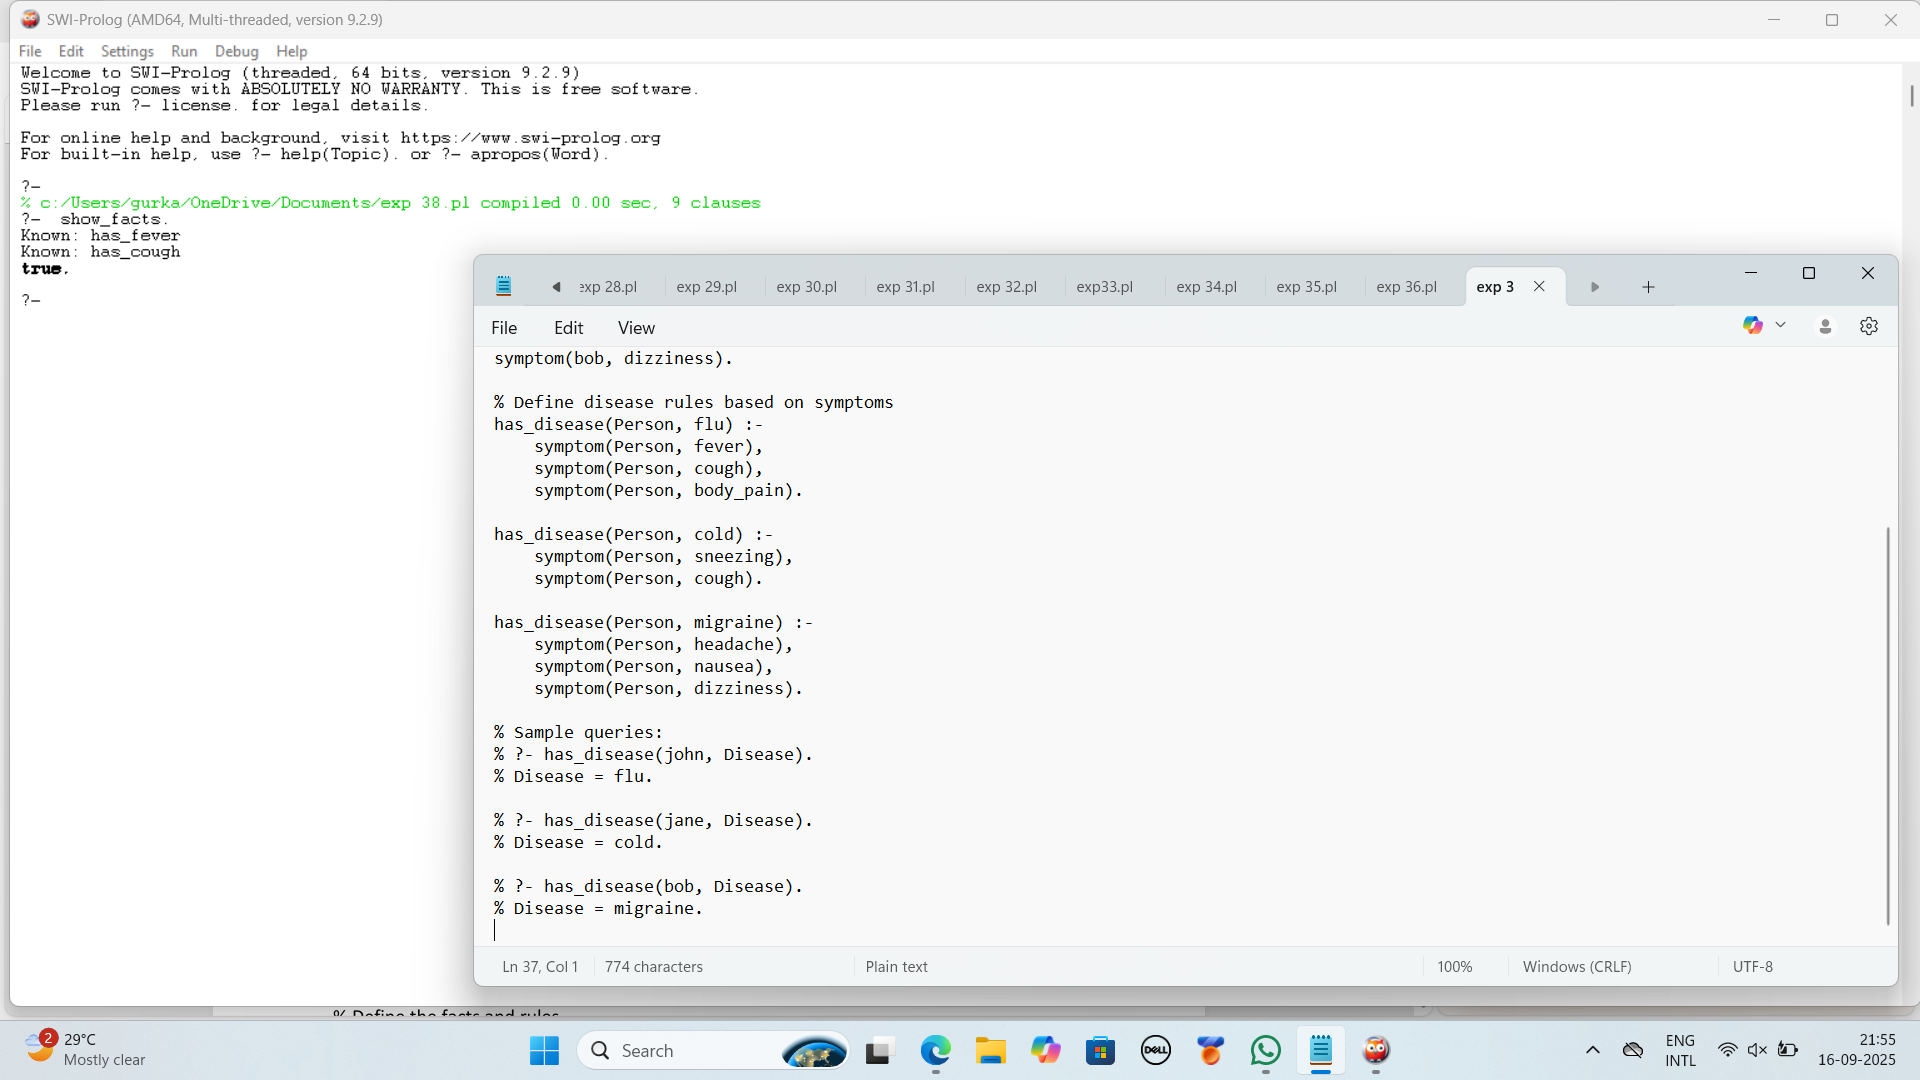 SWI-Prolog (AMD64, Multi-threaded, version 9.2.9)
File Edit Settings Run Debug Help
Welcome to SWI-Prolog (threaded, 64 bits, version 9.2.9)
SWI-Prolog comes with ABSOLUTELY NO WARRANTY. This is free software.
Please run ?- license. for legal details.
For online help and background, visit https://www.swi-prolog.org
For built-in help, use ?- help(Topic). or ?- apropos(Word).
?-
% c:/Users/gurka/OneDrive/Documents/exp 38.pl compiled 0.00 sec, 9 clauses
?-  show_facts.
Known: has_fever
Known: has_cough
true.
?-
exp 28.pl exp 29.pl exp 30.pl exp 31.pl exp 32.pl exp33.pl exp 34.pl exp 35.pl exp 36.pl exp 3
File Edit View
symptom(bob, dizziness).
% Define disease rules based on symptoms
has_disease(Person, flu) :-
symptom(Person, fever),
symptom(Person, cough),
symptom(Person, body_pain).
has_disease(Person, cold) :-
symptom(Person, sneezing),
symptom(Person, cough).
has_disease(Person, migraine) :-
symptom(Person, headache),
symptom(Person, nausea),
symptom(Person, dizziness).
% Sample queries:
% ?- has_disease(john, Disease).
% Disease = flu.
% ?- has_disease(jane, Disease).
% Disease = cold.
% ?- has_disease(bob, Disease).
% Disease = migraine.
Ln 37, Col 1 774 characters Plain text 100% Windows (CRLF) UTF-8
% Define the facts and rules
2 29°C
Mostly clear
Search
DELL
ENG
INTL
21:55
16-09-2025